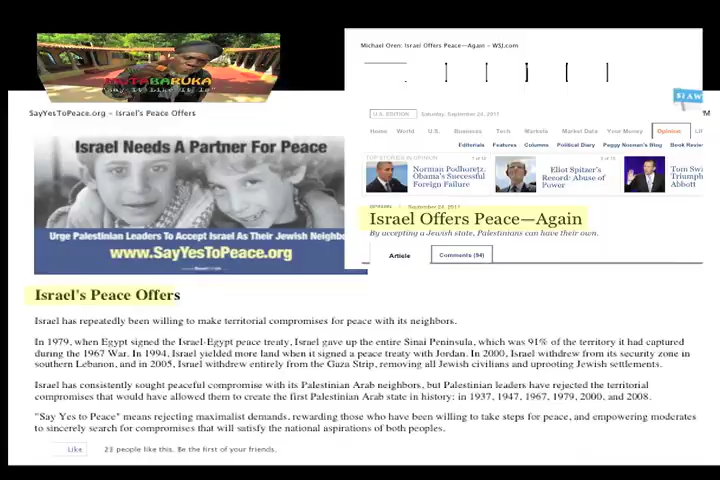 MUTABARUKA
"Say It Like It Is"
Michael Oren: Israel Offers Peace—Again – WSJ.com
SayYesToPeace.org – Israel's Peace Offers
U.S. EDITION Saturday, September 24, 2011
Home World U.S. Business Tech Markets Market Data Your Money Opinion
Editorials Features Columns Political Diary Peggy Noonan's Blog Book Review
TOP STORIES IN OPINION
1 of 12
Norman Podhoretz:
Obama's Successful
Foreign Failure
Eliot Spitzer's
Record: Abuse of
Power
Tom
Triumph
Abbott
OPINION September 24, 2011
Israel Offers Peace—Again
By accepting a Jewish state, Palestinians can have their own.
Article Comments (94)
Israel Needs A Partner For Peace
Urge Palestinian Leaders To Accept Israel As Their Jewish Neighb
www.SayYesToPeace.org
Israel's Peace Offers
Israel has repeatedly been willing to make territorial compromises for peace with its neighbors.
In 1979, when Egypt signed the Israel-Egypt peace treaty, Israel gave up the entire Sinai Peninsula, which was 91% of the territory it had captured
during the 1967 War. In 1994, Israel yielded more land when it signed a peace treaty with Jordan. In 2000, Israel withdrew from its security zone in
southern Lebanon, and in 2005, Israel withdrew entirely from the Gaza Strip, removing all Jewish civilians and uprooting Jewish settlements.
Israel has consistently sought peaceful compromise with its Palestinian Arab neighbors, but Palestinian leaders have rejected the territorial
compromises that would have allowed them to create the first Palestinian Arab state in history: in 1937, 1947, 1967, 1979, 2000, and 2008.
"Say Yes to Peace" means rejecting maximalist demands, rewarding those who have been willing to take steps for peace, and empowering moderates
to sincerely search for compromises that will satisfy the national aspirations of both peoples.
Like 23 people like this. Be the first of your friends.